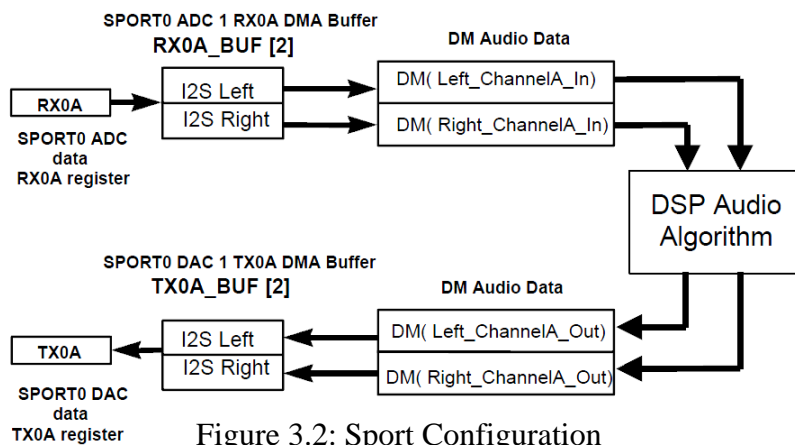 SPORT0 ADC 1 RX0A DMA Buffer
RX0A_BUF [2]
DM Audio Data
RX0A
I2S Left
I2S Right
DM( Left_ChannelA_In)
DM( Right_ChannelA_In)
SPORT0 ADC
data
RX0A register
DSP Audio
Algorithm
SPORT0 DAC 1 TX0A DMA Buffer
TX0A_BUF [2]
DM Audio Data
TX0A
I2S Left
I2S Right
DM( Left_ChannelA_Out)
DM( Right_ChannelA_Out)
SPORT0 DAC
data
TX0A register
Figure 3.2: Sport Configuration